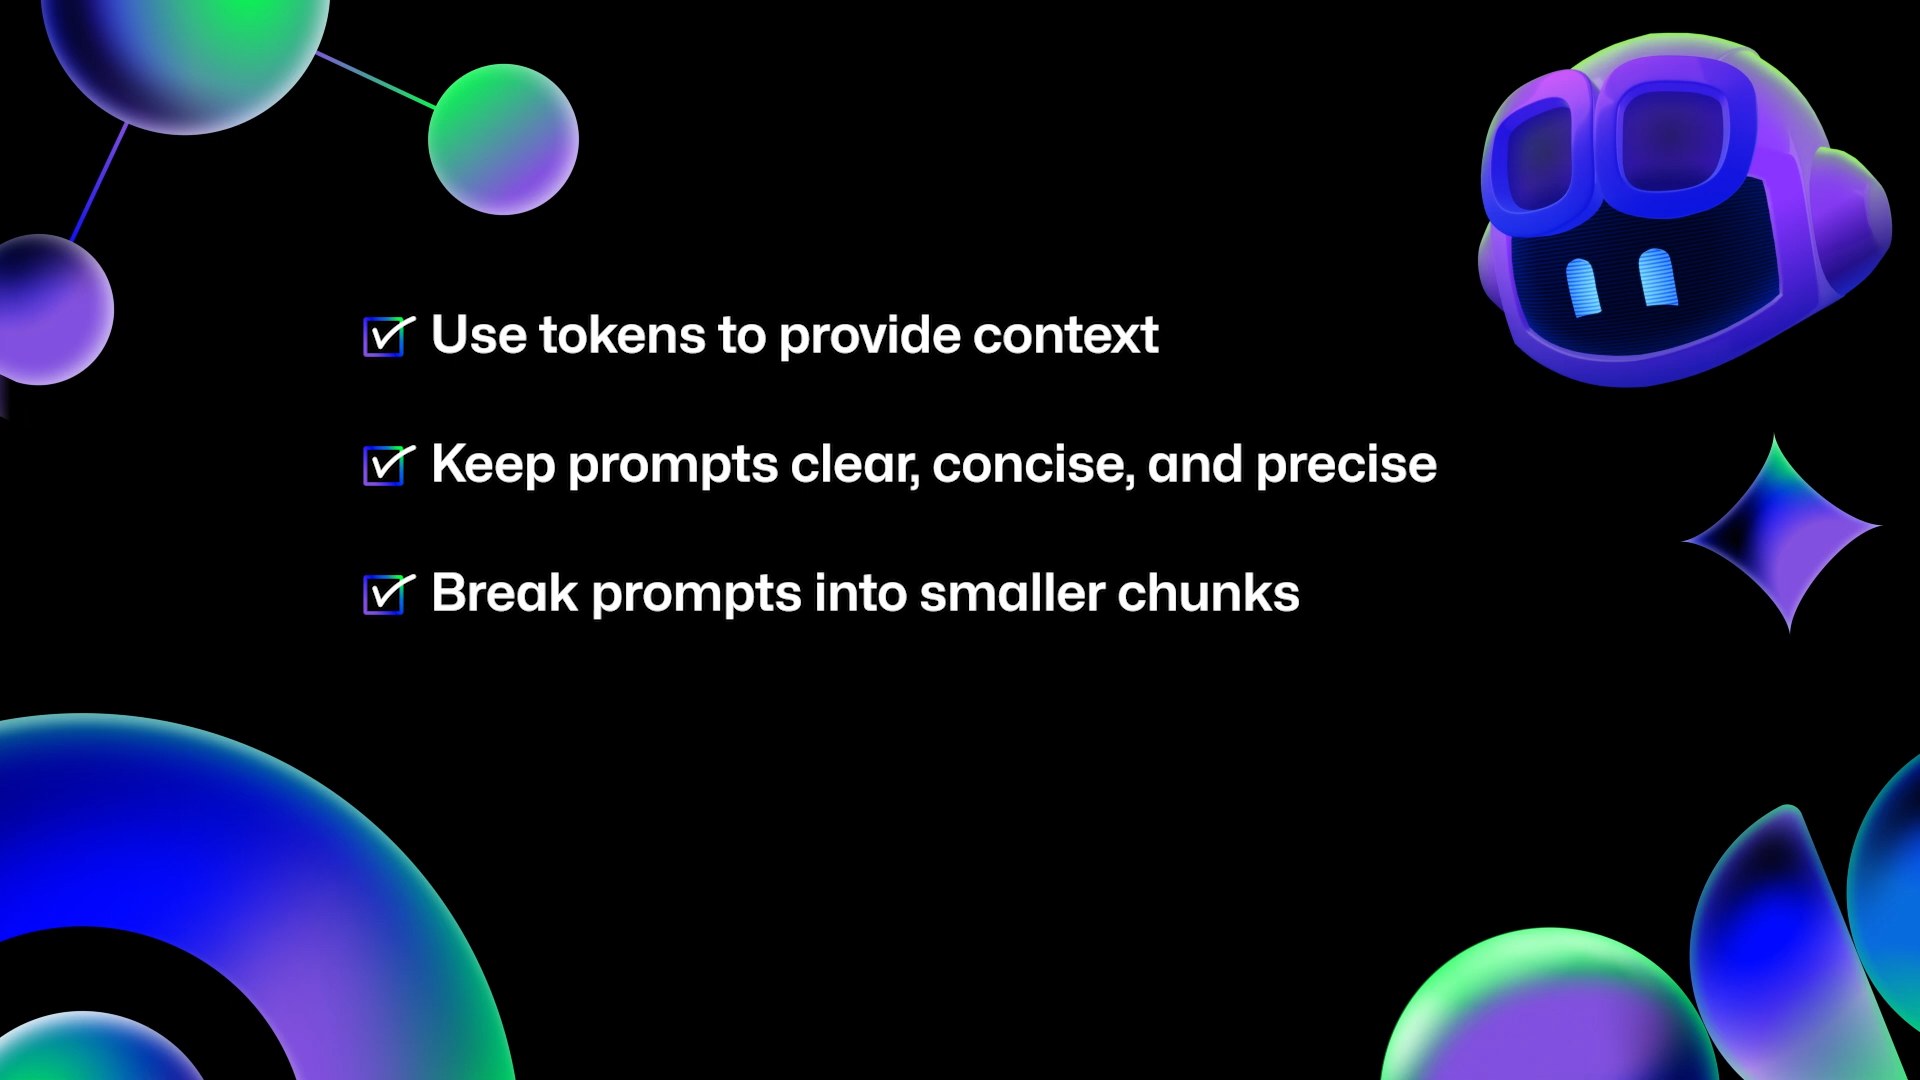 Use tokens to provide context
Keep prompts clear, concise, and precise
Break prompts into smaller chunks